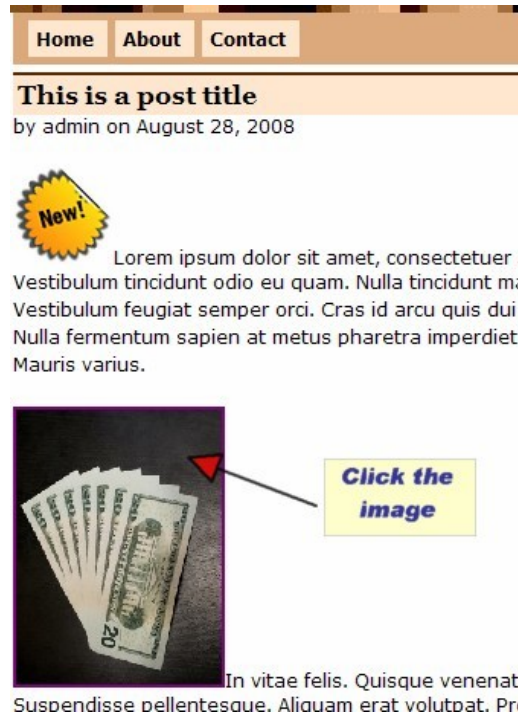 Home About Contact
This is a post title
by admin on August 28, 2008
New!
Lorem ipsum dolor sit amet, consectetuer
Vestibulum tincidunt odio eu quam. Nulla tincidunt ma
Vestibulum feugiat semper orci. Cras id arcu quis dui
Nulla fermentum sapien at metus pharetra imperdiet
Mauris varius.
Click the
image
20
In vitae felis. Quisque venenat
Suspendisse pellentesque. Aliquam erat volutpat. Pr